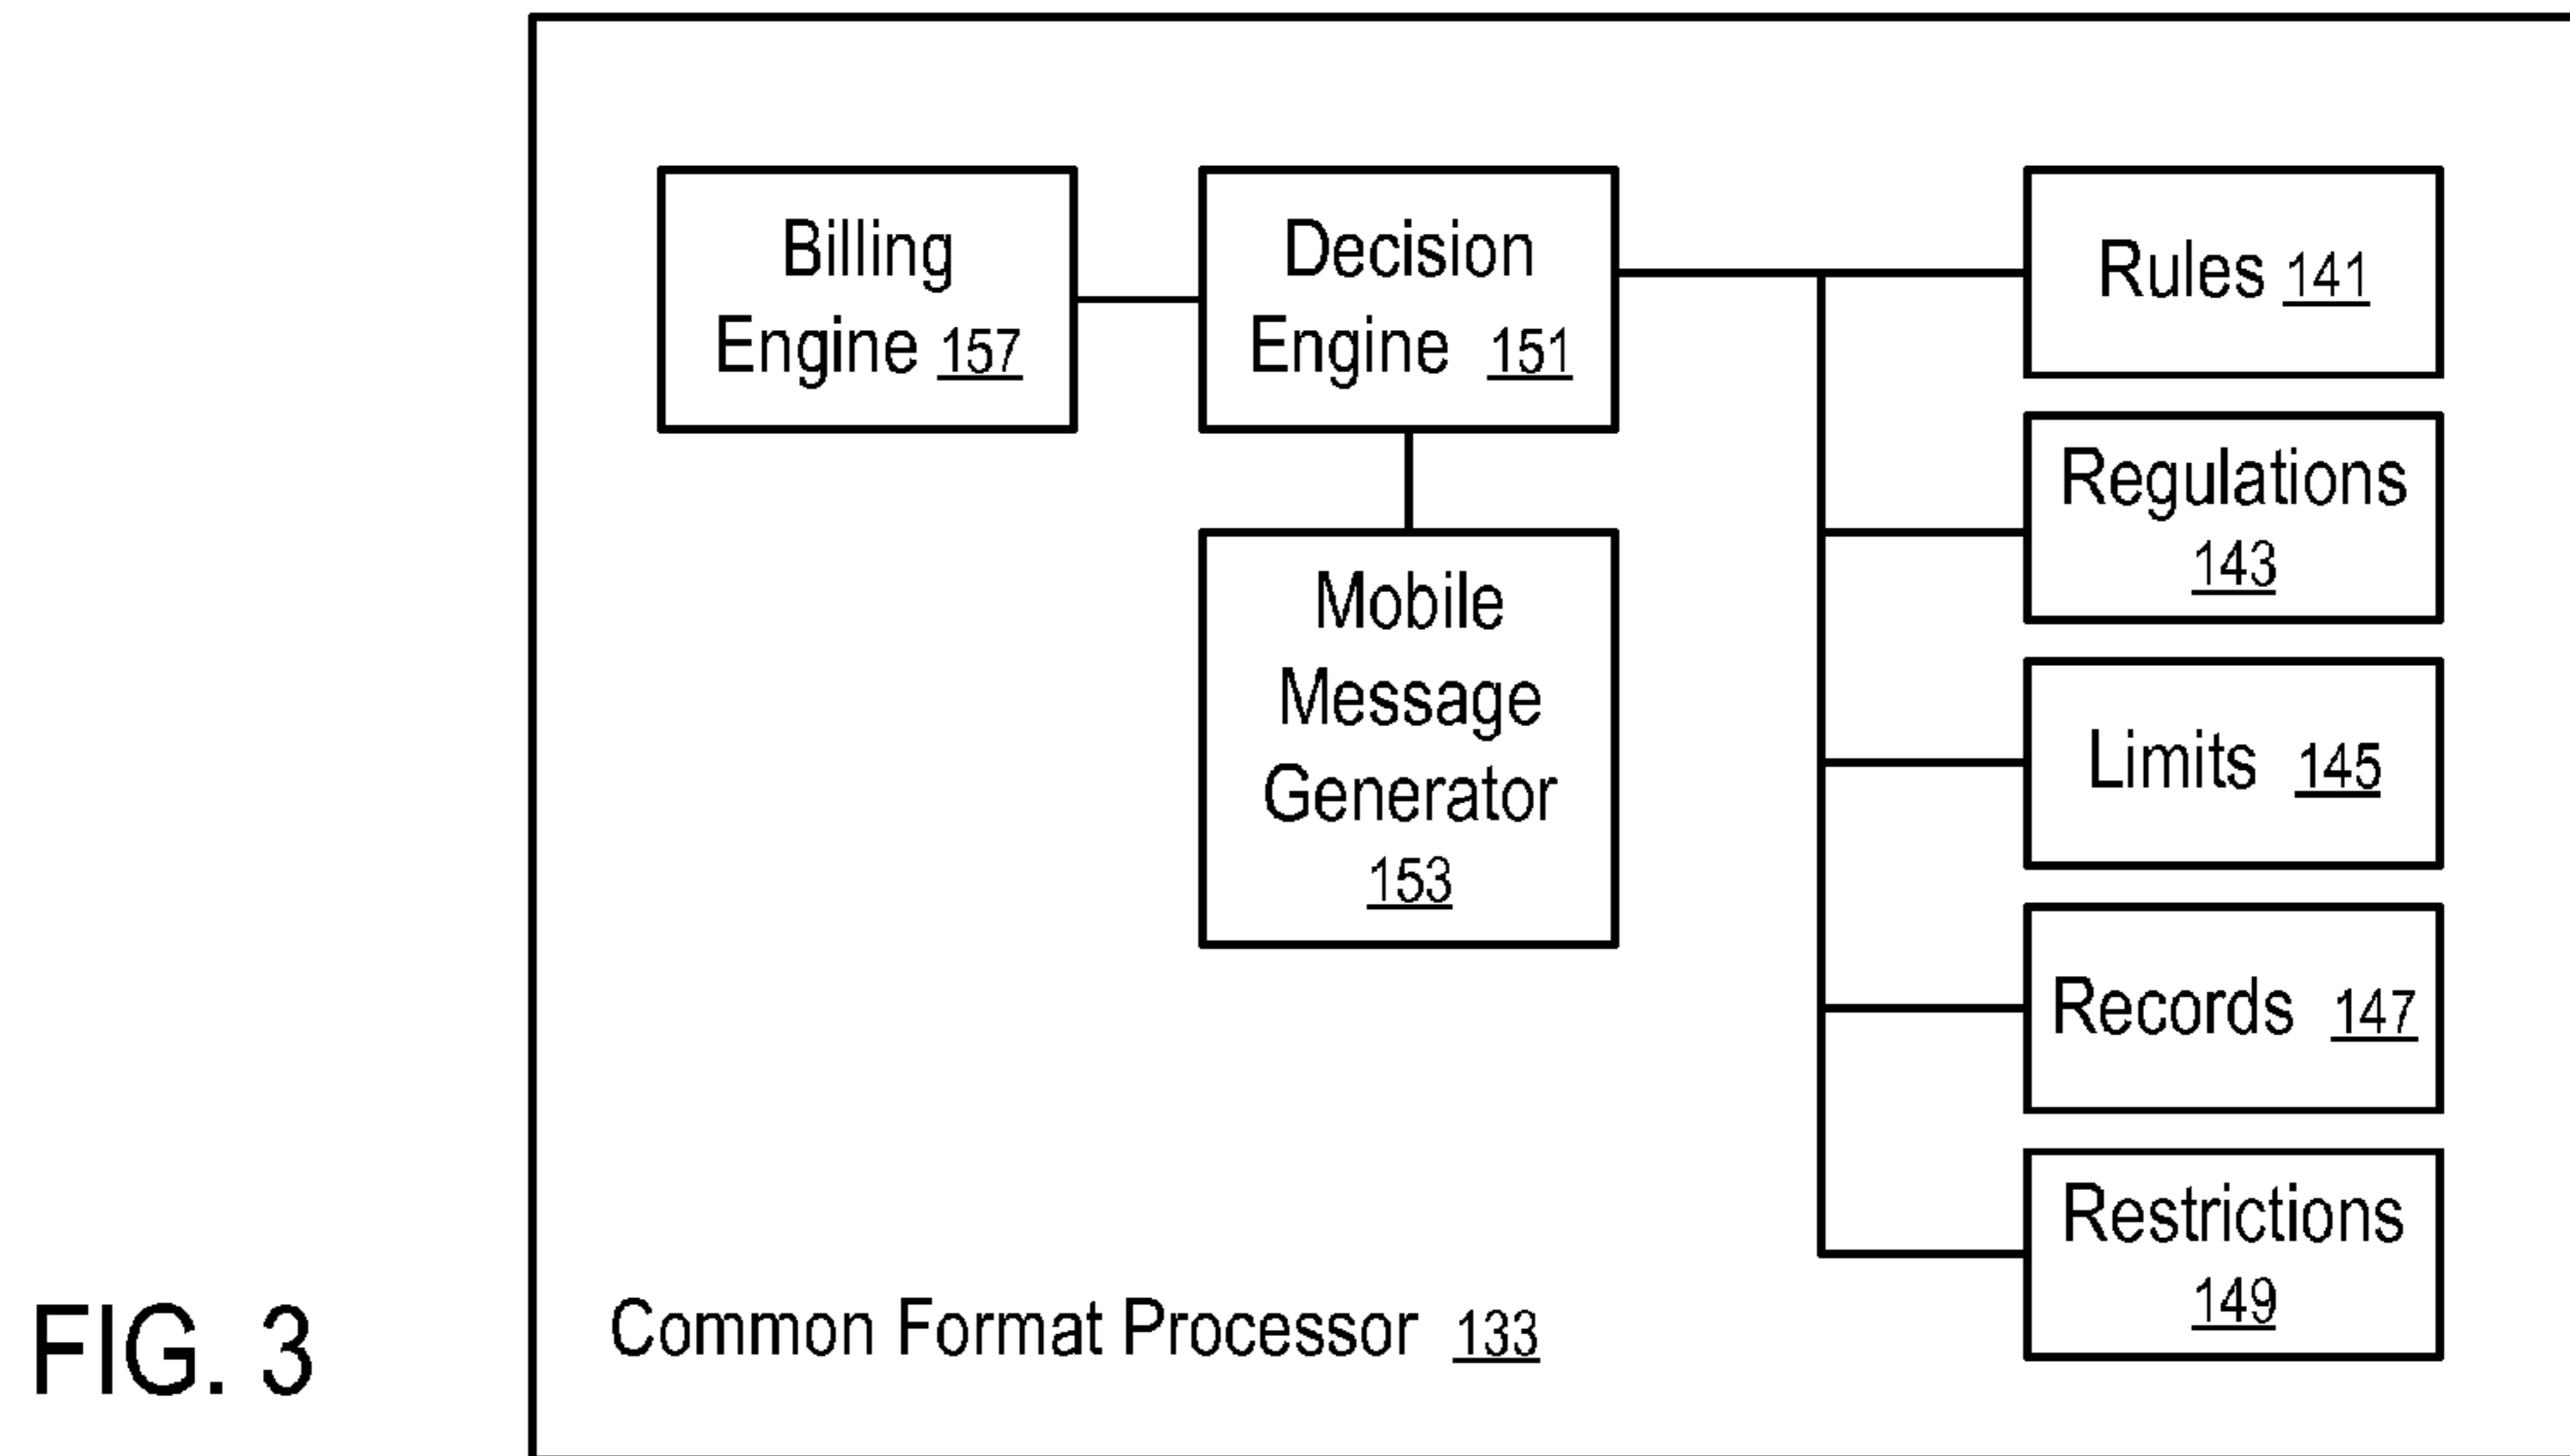 Billing
Engine 157
Decision
Engine 151
Mobile
Message
Generator
153
Rules 141
Regulations
143
Limits 145
Records 147
Restrictions
149
Common Format Processor 133
FIG. 3